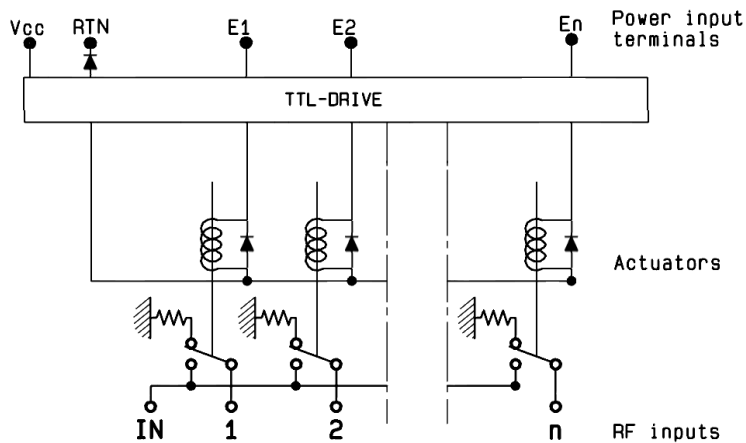 Vcc RTN E1 E2 En Power input
terminals
TTL-DRIVE
Actuators
IN 1 2 n RF inputs